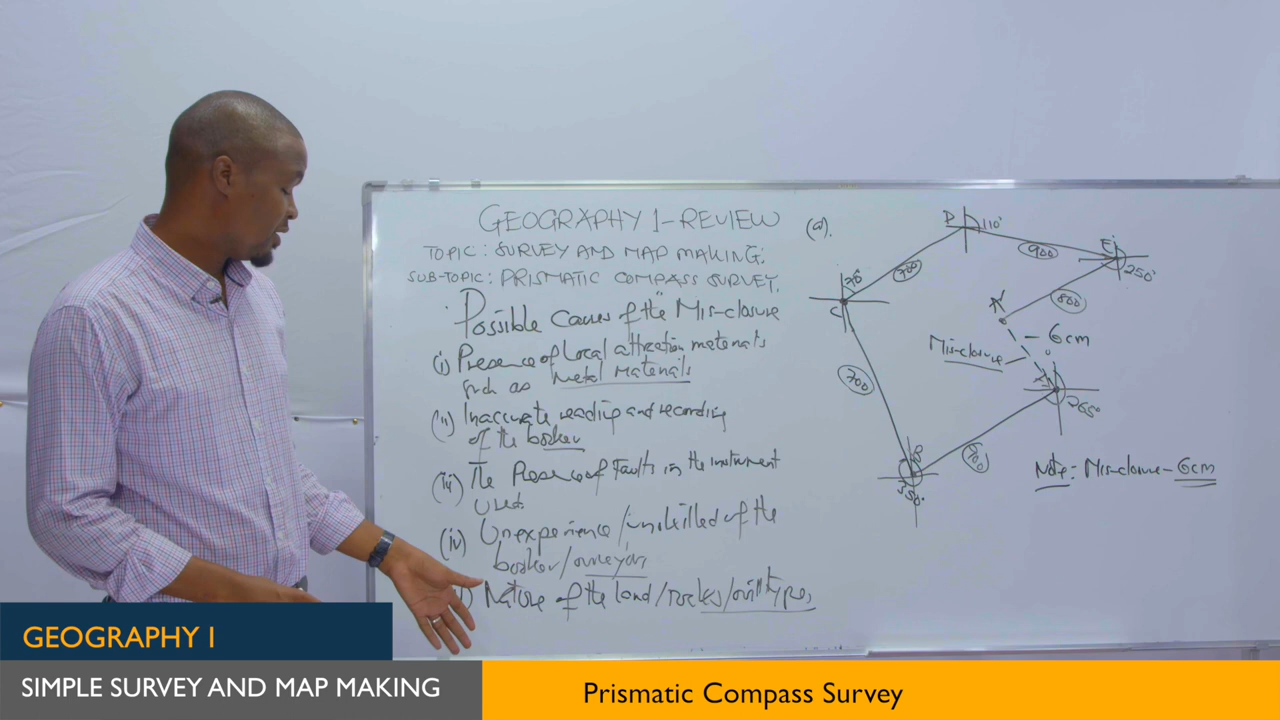 GEOGRAPHY 1-REVIEW
TOPIC: SURVEY AND MAP MAKING.
SUB-TOPIC: PRISMATIC COMPASS SURVEY.
Possible Causes of the "Mis-closure
(i) Presence of Local attraction materials
such as metal materials
(ii) Inaccurate reading and recording
of the booker
(iii) The Presence of Faults in the instrument
used.
(iv) Unexperience/unskilled of the
booker/surveyor
Nature of the land/rocks/soil types
(a).
D
110°
900
E
250°
700
70°
C
A'
800
6cm
Mis-closure
700
A
265°
900
350°
Note: Mis-closure - 6cm
GEOGRAPHY 1
SIMPLE SURVEY AND MAP MAKING
Prismatic Compass Survey